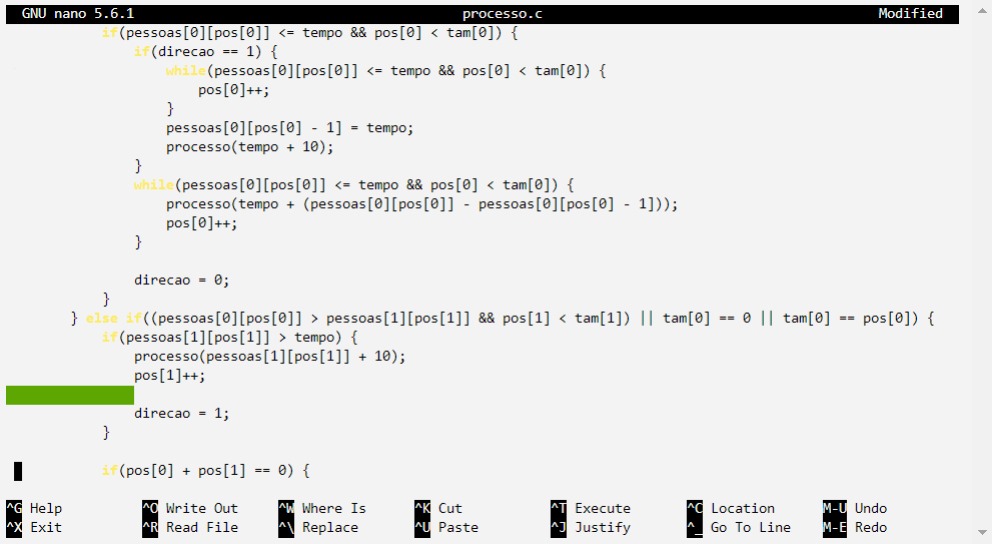 GNU nano 5.6.1 processo.c Modified
if(pessoas[0][pos[0]] <= tempo && pos[0] < tam[0]) {
if(direcao == 1) {
while(pessoas[0][pos[0]] <= tempo && pos[0] < tam[0]) {
pos[0]++;
}
pessoas[0][pos[0] - 1] = tempo;
processo(tempo + 10);
}
while(pessoas[0][pos[0]] <= tempo && pos[0] < tam[0]) {
processo(tempo + (pessoas[0][pos[0]] - pessoas[0][pos[0] - 1]));
pos[0]++;
}
direcao = 0;
}
} else if((pessoas[0][pos[0]] > pessoas[1][pos[1]] && pos[1] < tam[1]) || tam[0] == 0 || tam[0] == pos[0]) {
if(pessoas[1][pos[1]] > tempo) {
processo(pessoas[1][pos[1]] + 10);
pos[1]++;
direcao = 1;
}
if(pos[0] + pos[1] == 0) {
^G Help ^O Write Out ^W Where Is ^K Cut ^T Execute ^C Location M-U Undo
^X Exit ^R Read File ^\ Replace ^U Paste ^J Justify ^_ Go To Line M-E Redo